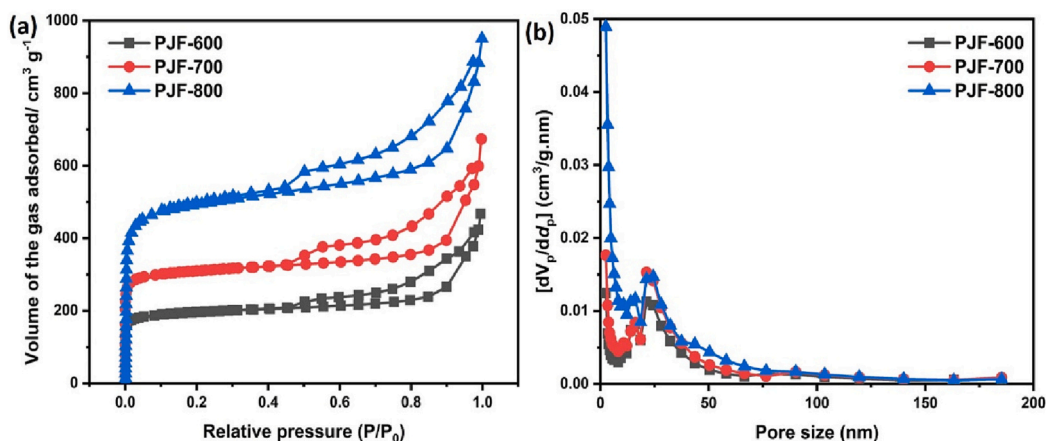 (a)
PJF-600
PJF-700
PJF-800
Volume of the gas adsorbed/ cm³ g⁻¹
1000
800
600
400
200
0
0.0 0.2 0.4 0.6 0.8 1.0
Relative pressure (P/P₀)
(b)
PJF-600
PJF-700
PJF-800
[dVₚ/ddₚ] (cm³/g.nm)
0.05
0.04
0.03
0.02
0.01
0.00
0 50 100 150 200
Pore size (nm)